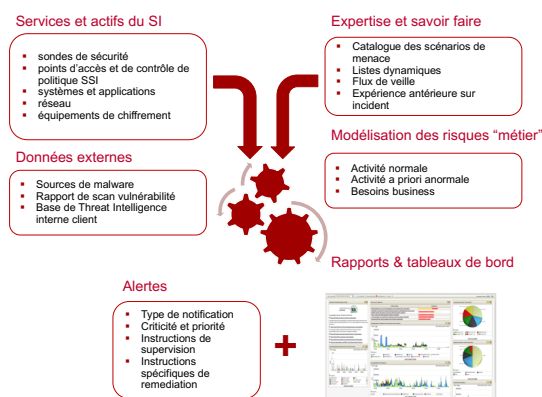 Services et actifs du SI
sondes de sécurité
points d'accès et de contrôle de
politique SSI
systèmes et applications
réseau
équipements de chiffrement
Expertise et savoir faire
Catalogue des scénarios de
menace
Listes dynamiques
Flux de veille
Expérience antérieure sur
incident
Données externes
Sources de malware
Rapport de scan vulnérabilité
Base de Threat Intelligence
interne client
Modélisation des risques “métier”
Activité normale
Activité a priori anormale
Besoins business
Alertes
Type de notification
Criticité et priorité
Instructions de
supervision
Instructions
spécifiques de
remediation
Rapports & tableaux de bord